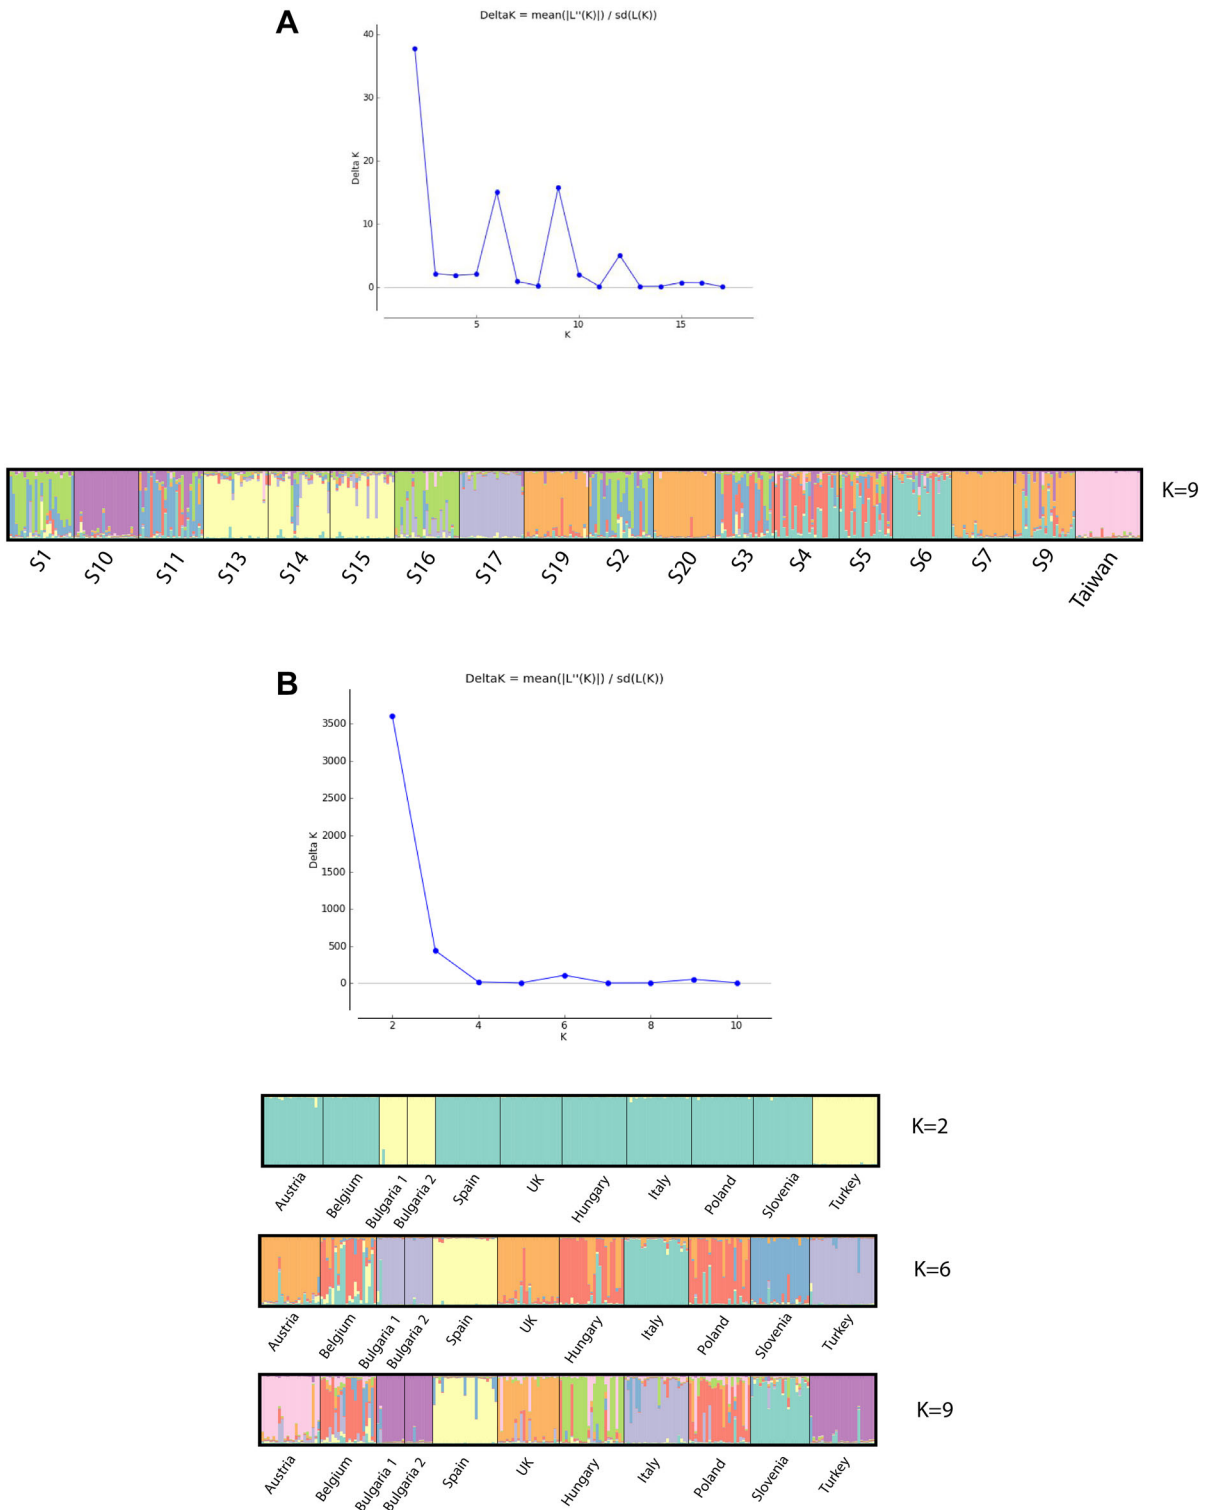 A
DeltaK = mean(|L''(K)|) / sd(L(K))
40
30
20
10
0
Delta K
5 10 15
K
K=9
S1 S10 S11 S13 S14 S15 S16 S17 S19 S2 S20 S3 S4 S5 S6 S7 S9 Taiwan
B
DeltaK = mean(|L''(K)|) / sd(L(K))
3500
3000
2500
2000
1500
1000
500
0
Delta K
2 4 6 8 10
K
K=2
Austria Belgium Bulgaria 1 Bulgaria 2 Spain UK Hungary Italy Poland Slovenia Turkey
K=6
Austria Belgium Bulgaria 1 Bulgaria 2 Spain UK Hungary Italy Poland Slovenia Turkey
K=9
Austria Belgium Bulgaria 1 Bulgaria 2 Spain UK Hungary Italy Poland Slovenia Turkey